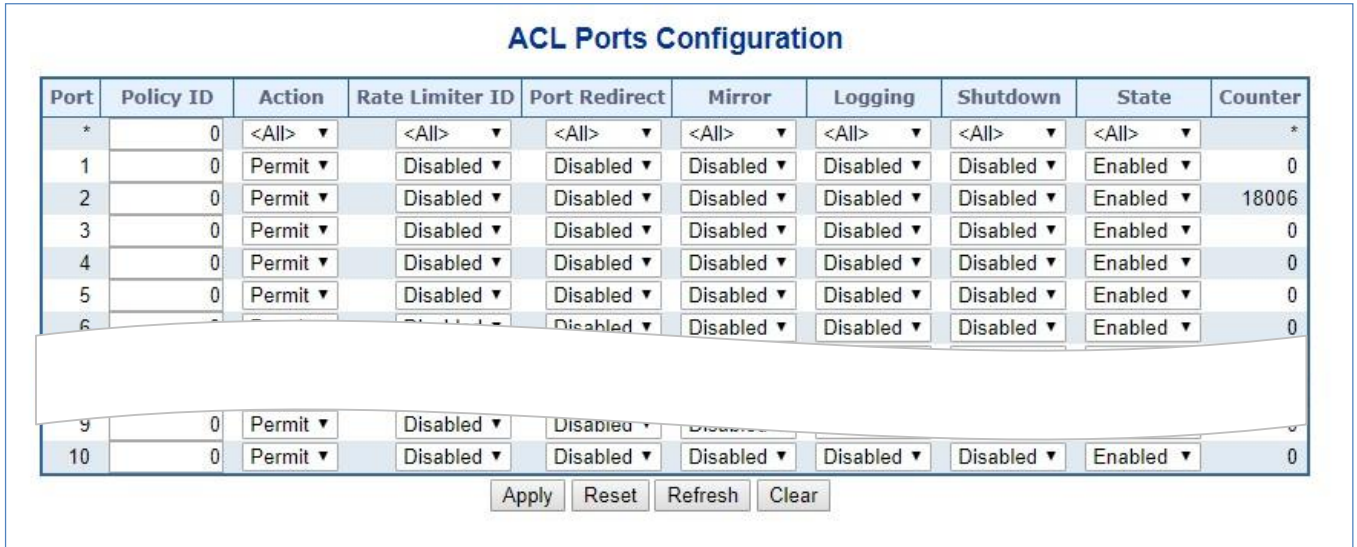 ACL Ports Configuration
Port Policy ID Action Rate Limiter ID Port Redirect Mirror Logging Shutdown State Counter
* 0 <All> <All> <All> <All> <All> <All> <All> *
1 0 Permit Disabled Disabled Disabled Disabled Disabled Enabled 0
2 0 Permit Disabled Disabled Disabled Disabled Disabled Enabled 18006
3 0 Permit Disabled Disabled Disabled Disabled Disabled Enabled 0
4 0 Permit Disabled Disabled Disabled Disabled Disabled Enabled 0
5 0 Permit Disabled Disabled Disabled Disabled Disabled Enabled 0
6 Disabled Disabled Disabled Disabled Enabled 0
9 0 Permit Disabled Disabled
10 0 Permit Disabled Disabled Disabled Disabled Disabled Enabled 0
Apply Reset Refresh Clear